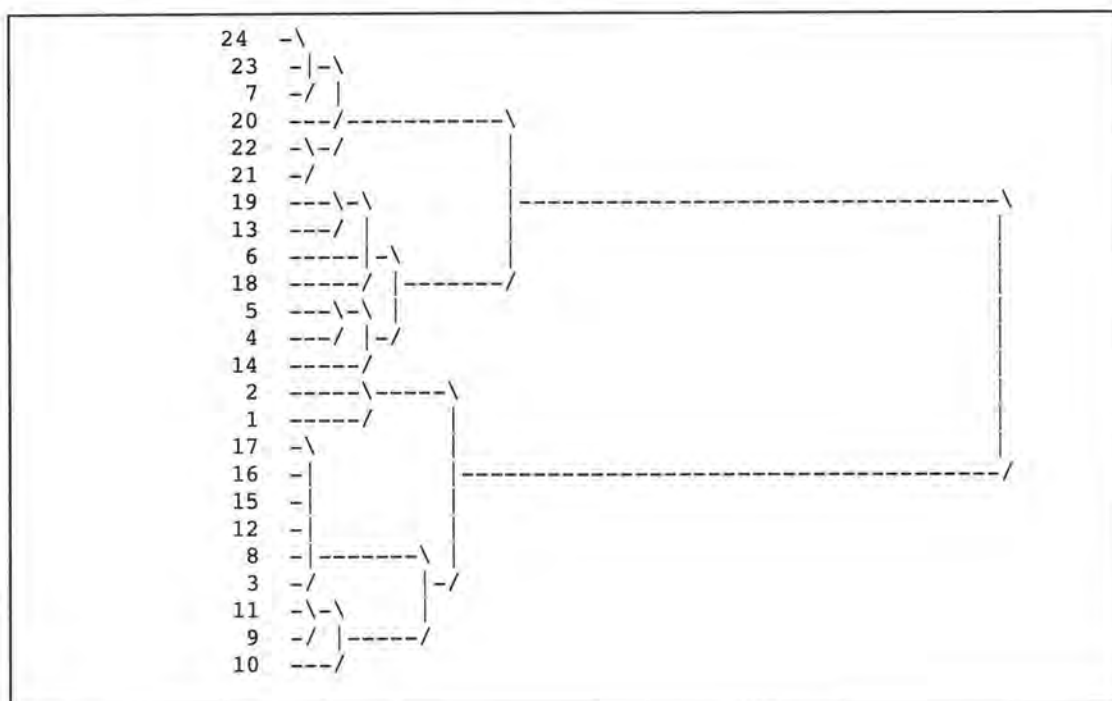 24 -\
23 -|-\
7 -/ |
20 ---/-----------\
22 -\-/ |
21 -/ |
19 ---\-\ |----------------------------------\
13 ---/ | | |
6 -----|-\ | |
18 -----/ |-------/ |
5 ---\-\ | |
4 ---/ |-/ |
14 -----/ |
2 -----\-----\ |
1 -----/ | |
17 -\ | |
16 -| |--------------------------------------/
15 -| |
12 -| |
8 -|-------\ |
3 -/ |-/
11 -\-\ |
9 -/ |-----/
10 ---/